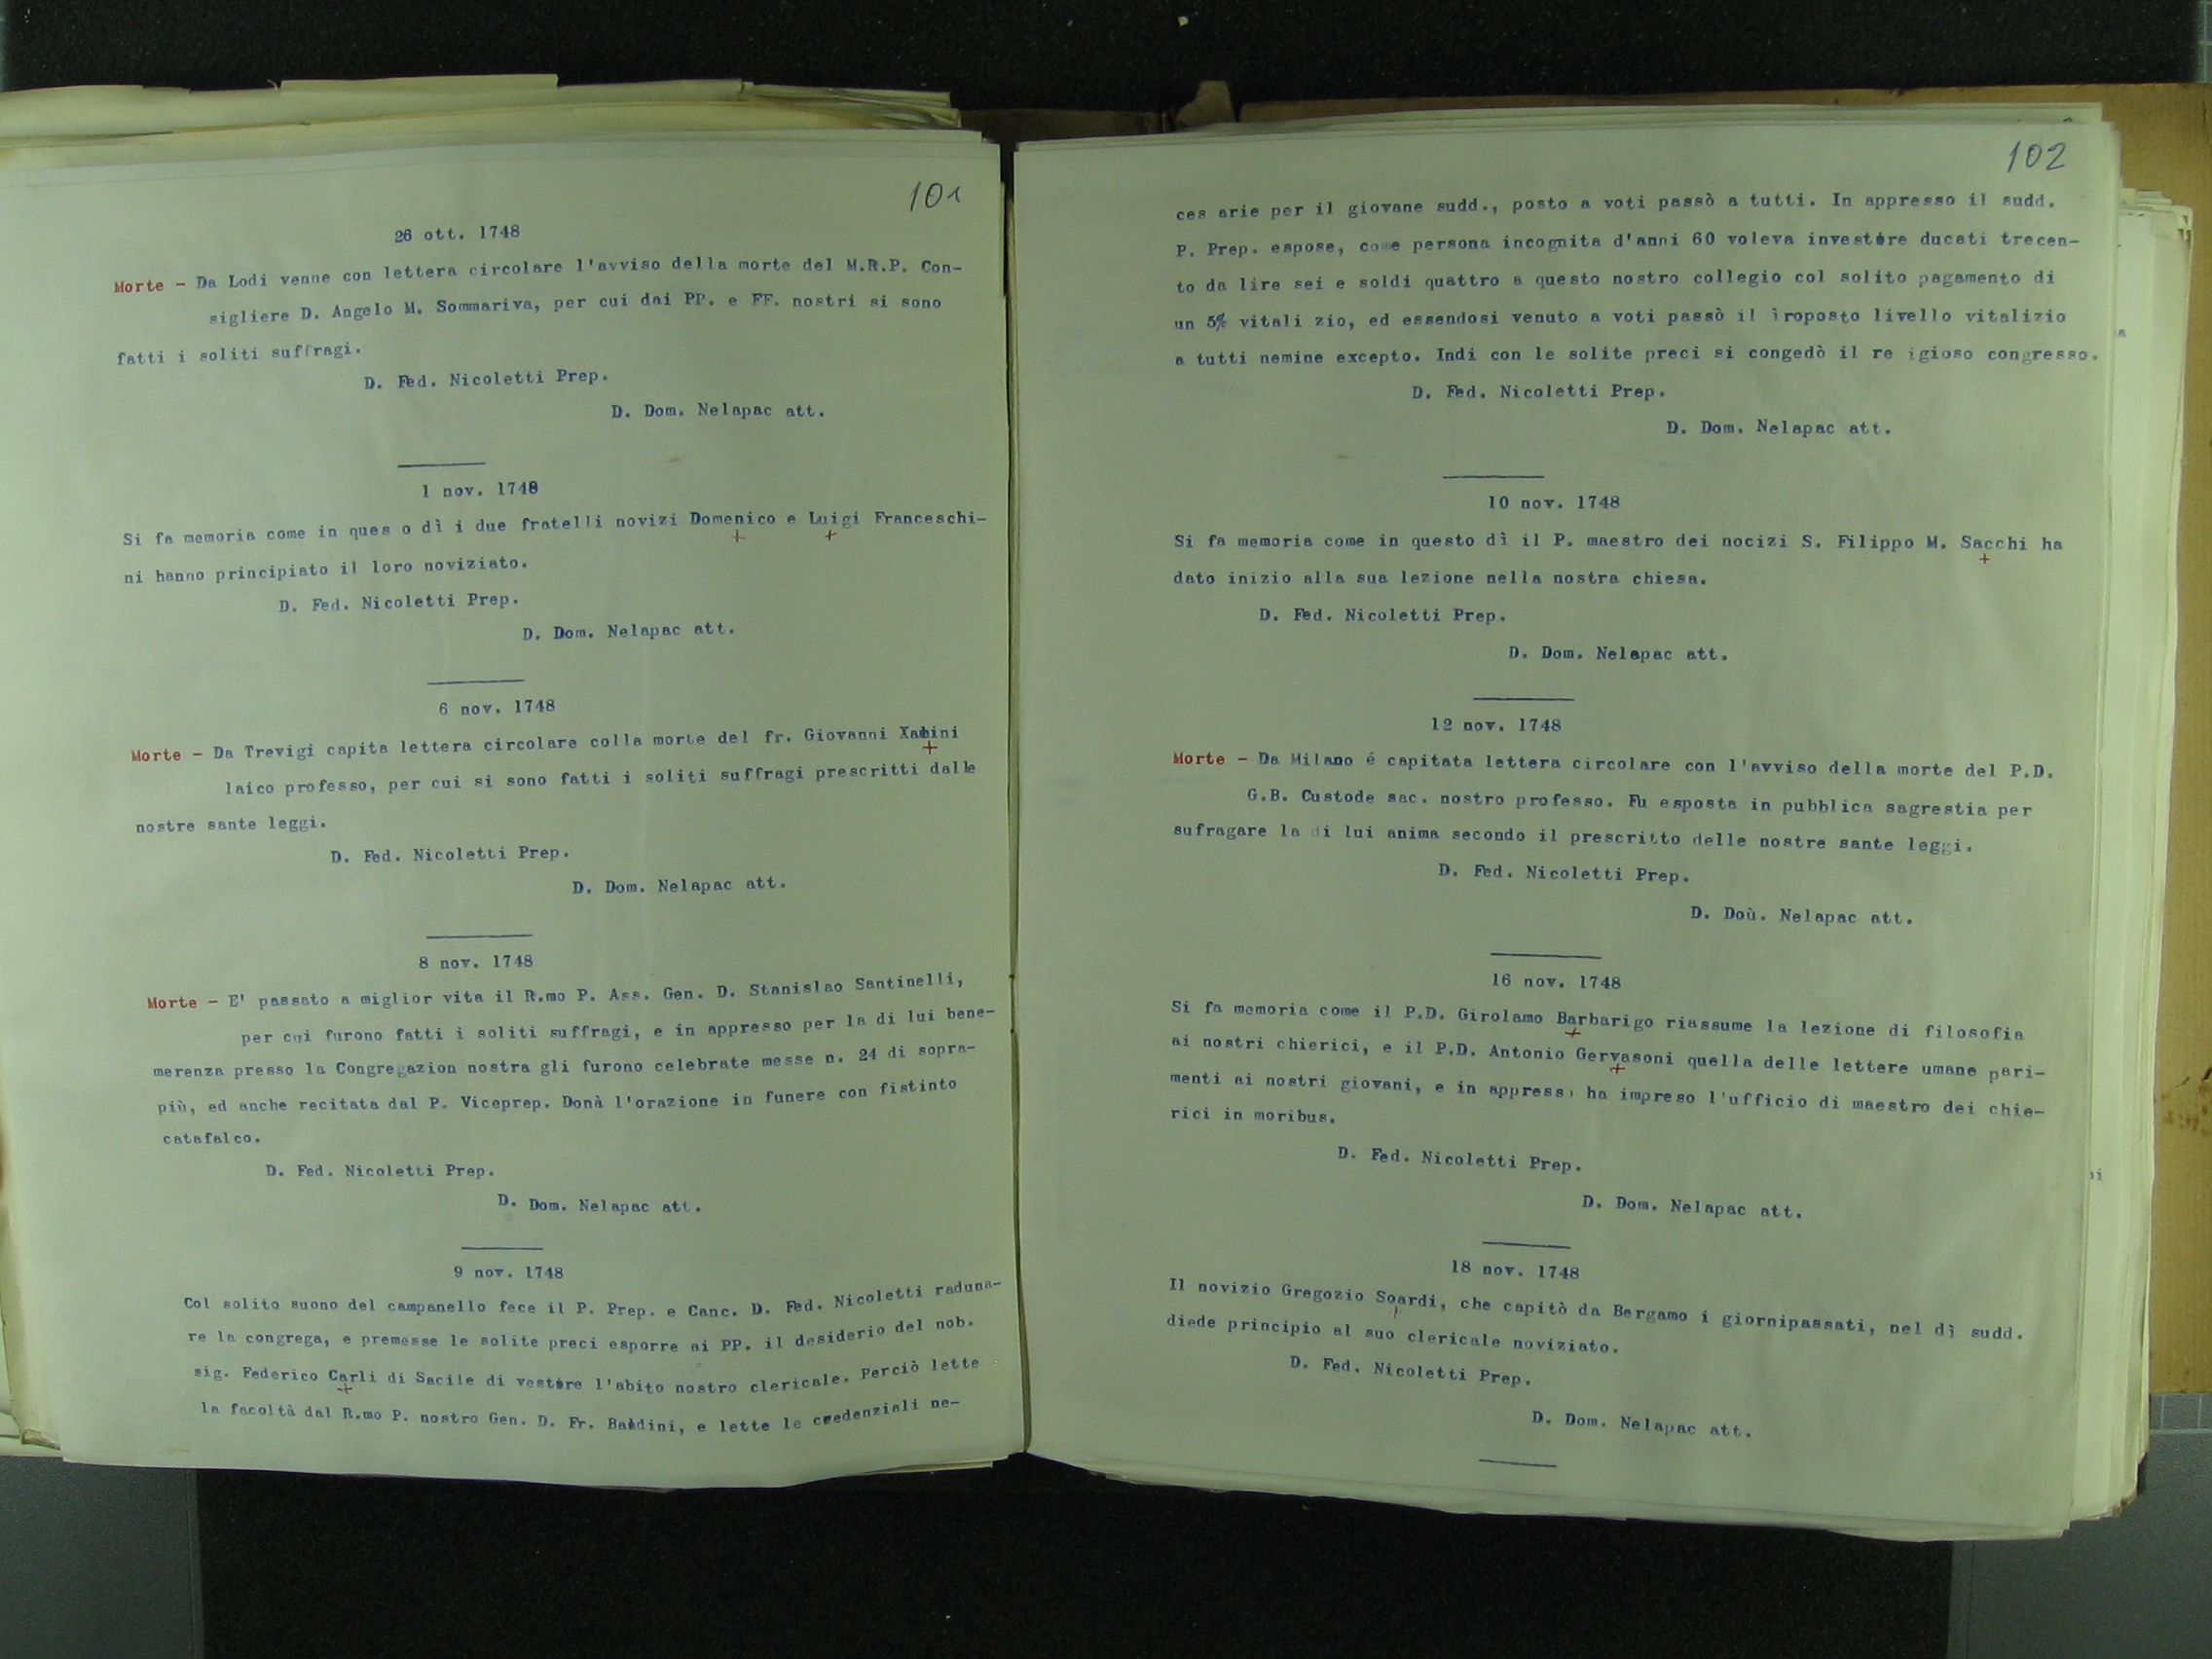 101
26 ott. 1748
Morte - Da Lodi venne con lettera circolare l'avviso della morte del M.R.P. Con-
sigliere D. Angelo M. Sommariva, per cui dai PP. e FF. nostri si sono
fatti i soliti suffragi.
D. Fed. Nicoletti Prep.
D. Dom. Nelapac att.
1 nov. 1748
Si fa memoria come in ques o dì i due fratelli novizi Domenico e Luigi Franceschi-
ni hanno principiato il loro noviziato.
D. Fed. Nicoletti Prep.
D. Dom. Nelapac att.
6 nov. 1748
Morte - Da Trevigi capita lettera circolare colla morte del fr. Giovanni
laico professo, per cui si sono fatti i soliti suffragi prescritti dalle
nostre sante leggi.
D. Fed. Nicoletti Prep.
D. Dom. Nelapac att.
8 nov. 1748
Morte - E' passato a miglior vita il R.mo P. Ass. Gen. D. Stanislao Santinelli,
per cui furono fatti i soliti suffragi, e in appresso per la di lui bene-
merenza presso la Congregazion nostra gli furono celebrate messe n. 24 di sopra-
più, ed anche recitata dal P. Viceprep. Donà l'orazione in funere con fistinto
catafalco.
D. Fed. Nicoletti Prep.
D. Dom. Nelapac att.
9 nov. 1748
Col solito suono del campanello fece il P. Prep. e Canc. D. Fed. Nicoletti raduna-
re la congrega, e premesse le solite preci esporre ai PP. il desiderio del nob.
sig. Federico Carli di Sacile di vestire l'abito nostro clericale. Perciò lette
la facoltà dal R.mo P. nostro Gen. D. Fr. Baldini, e lette le credenziali ne-
102
ces arie per il giovane sudd., posto a voti passò a tutti. In appresso il sudd.
P. Prep. espose, come persona incognita d'anni 60 voleva investire ducati trecen-
to da lire sei e soldi quattro a questo nostro collegio col solito pagamento di
un 5% vitali zio, ed essendosi venuto a voti passò il ìroposto livello vitalizio
a tutti nemine excepto. Indi con le solite preci si congedò il re igioso congresso.
D. Fed. Nicoletti Prep.
D. Dom. Nelapac att.
10 nov. 1748
Si fa memoria come in questo dì il P. maestro dei nocizi S. Filippo M. Sacchi ha
dato inizio alla sua lezione nella nostra chiesa.
D. Fed. Nicoletti Prep.
D. Dom. Nelapac att.
12 nov. 1748
Morte - Da Milano é capitata lettera circolare con l'avviso della morte del P.D.
G.B. Custode sac. nostro professo. Fu esposta in pubblica sagrestia per
sufragare la di lui anima secondo il prescritto delle nostre sante leggi.
D. Fed. Nicoletti Prep.
D. Doù. Nelapac att.
16 nov. 1748
Si fa memoria come il P.D. Girolamo Barbarigo riassume la lezione di filosofia
ai nostri chierici, e il P.D. Antonio Gervasoni quella delle lettere umane pari-
menti ai nostri giovani, e in appresso ha impreso l'ufficio di maestro dei chie-
rici in moribus.
D. Fed. Nicoletti Prep.
D. Dom. Nelapac att.
18 nov. 1748
Il novizio Gregozio Soardi, che capitò da Bergamo i giornipassati, nel dì sudd.
diede principio al suo clericale noviziato.
D. Fed. Nicoletti Prep.
D. Dom. Nelapac att.